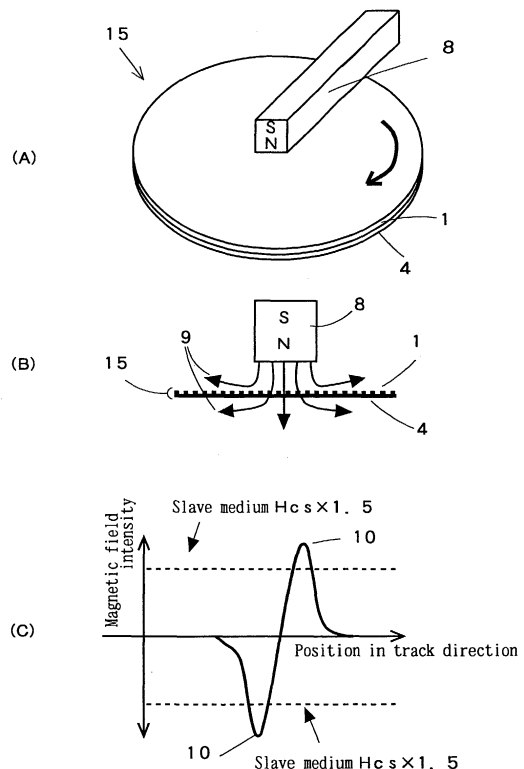 15
8
S
N
(A)
1
4
8
S
N
9
(B)
1
15
4
Slave medium Hcs×1. 5
Magnetic field
intensity
10
(C)
Position in track direction
10
Slave medium Hcs×1. 5